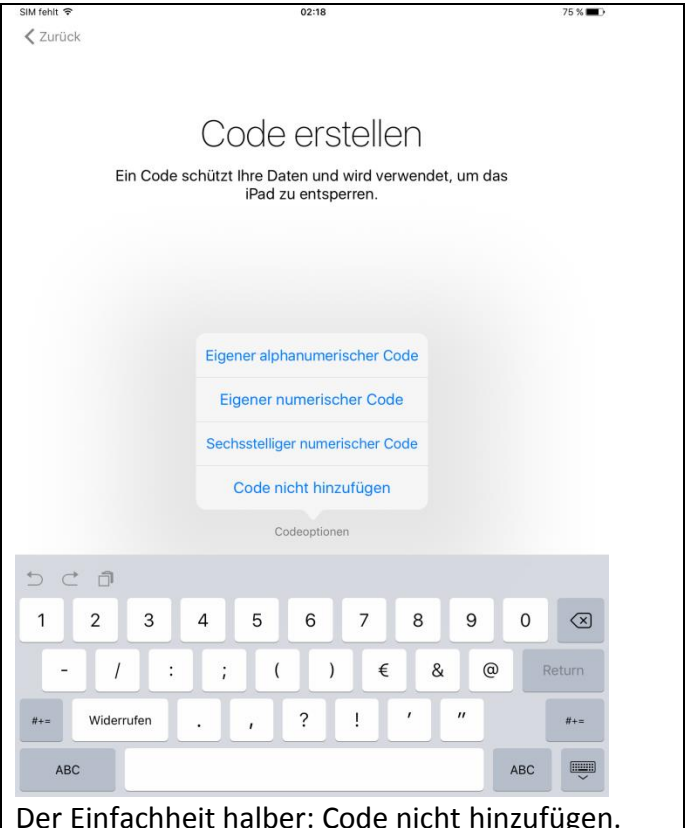 SIM fehlt 02:18 75 %
Zurück
Code erstellen
Ein Code schützt Ihre Daten und wird verwendet, um das
iPad zu entsperren.
Eigener alphanumerischer Code
Eigener numerischer Code
Sechsstelliger numerischer Code
Code nicht hinzufügen
Codeoptionen
1 2 3 4 5 6 7 8 9 0
- / : ; ( ) € & @ Return
#+= Widerrufen . , ? ! ' " #+=
ABC ABC
Der Einfachheit halber: Code nicht hinzufügen.